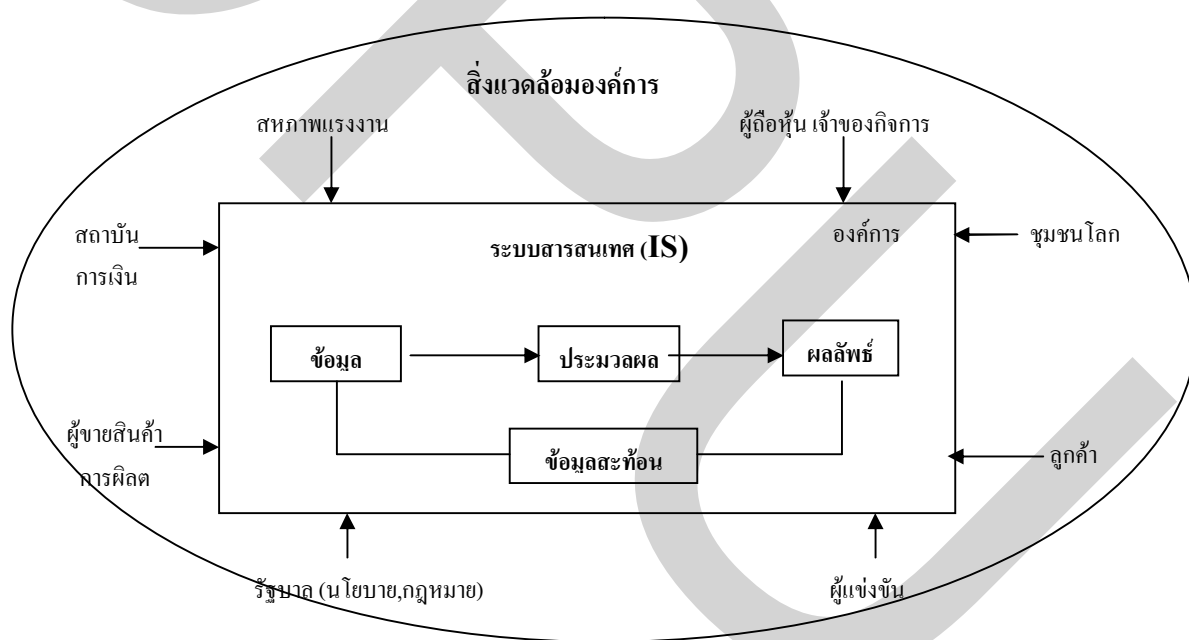 สิ่งแวดล้อมองค์การ
สหภาพแรงงาน
ผู้ถือหุ้น เจ้าของกิจการ
สถาบัน
การเงิน
ระบบสารสนเทศ (IS)
องค์การ
ชุมชนโลก
ข้อมูล
ประมวลผล
ผลลัพธ์
ผู้ขายสินค้า
การผิลต
ข้อมูลสะท้อน
ลูกค้า
รัฐบาล (นโยบาย,กฎหมาย)
ผู้แข่งขัน